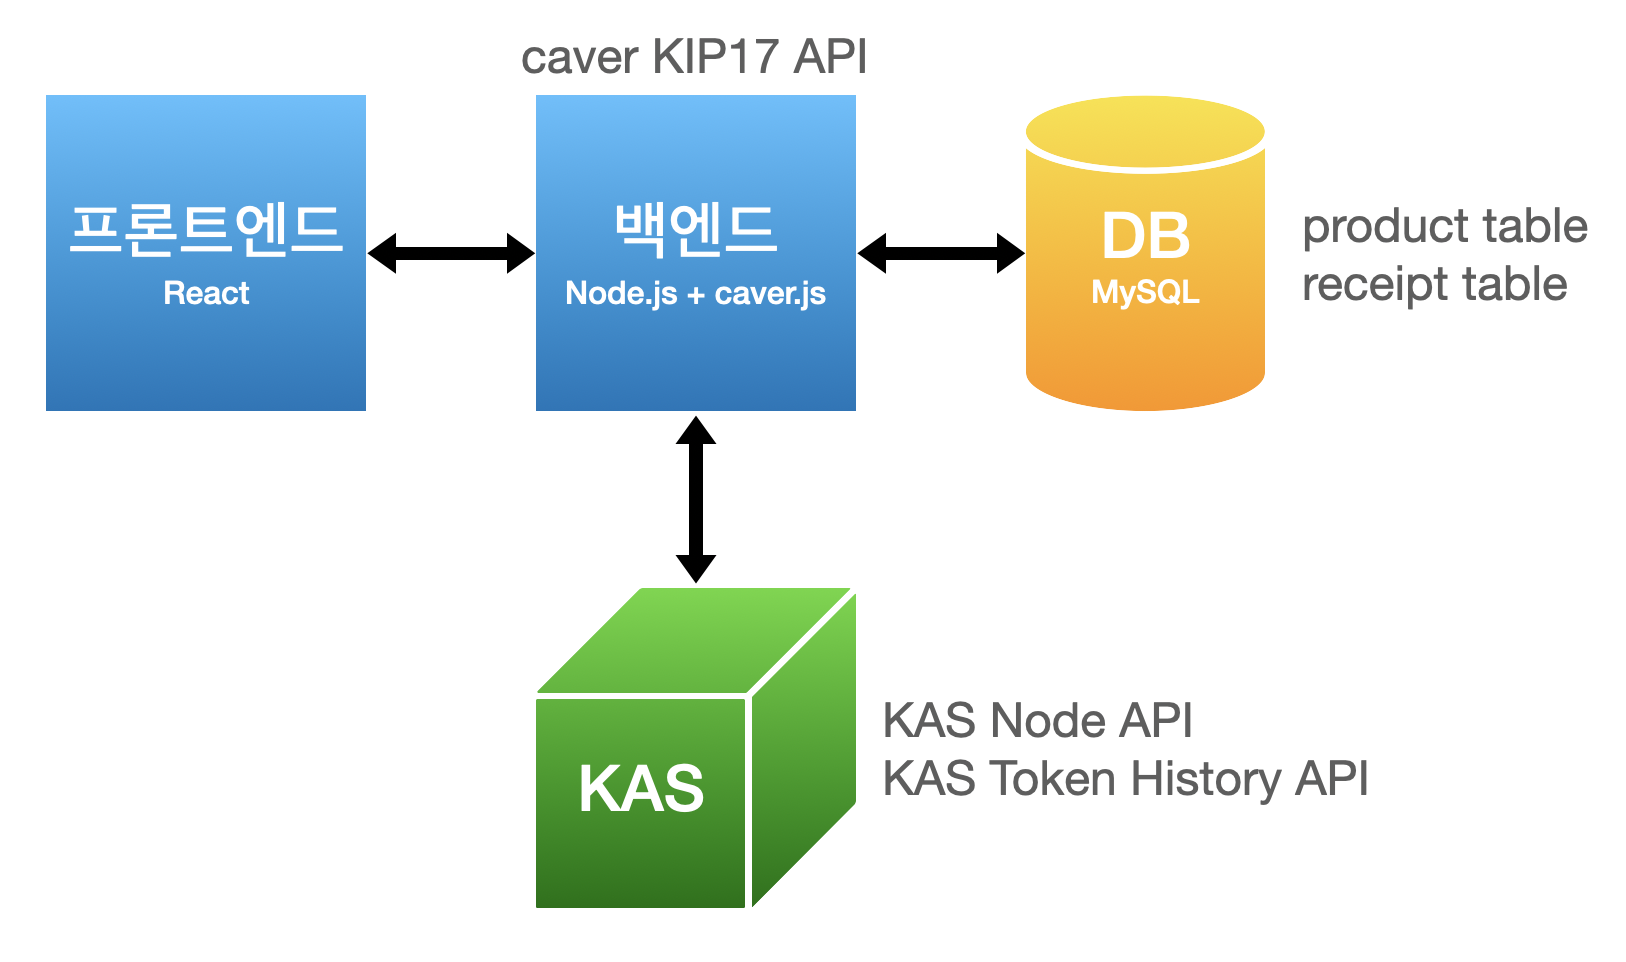 caver KIP17 API
프론트엔드
React
백엔드
Node.js + caver.js
DB
MySQL
product table
receipt table
KAS
KAS Node API
KAS Token History API